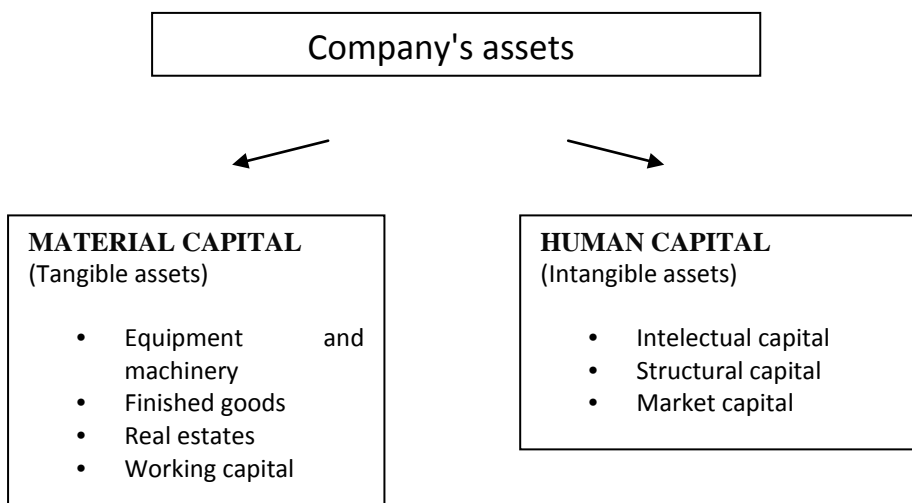 Company's assets
MATERIAL CAPITAL
(Tangible assets)
• Equipment and
machinery
• Finished goods
• Real estates
• Working capital
HUMAN CAPITAL
(Intangible assets)
• Intelectual capital
• Structural capital
• Market capital